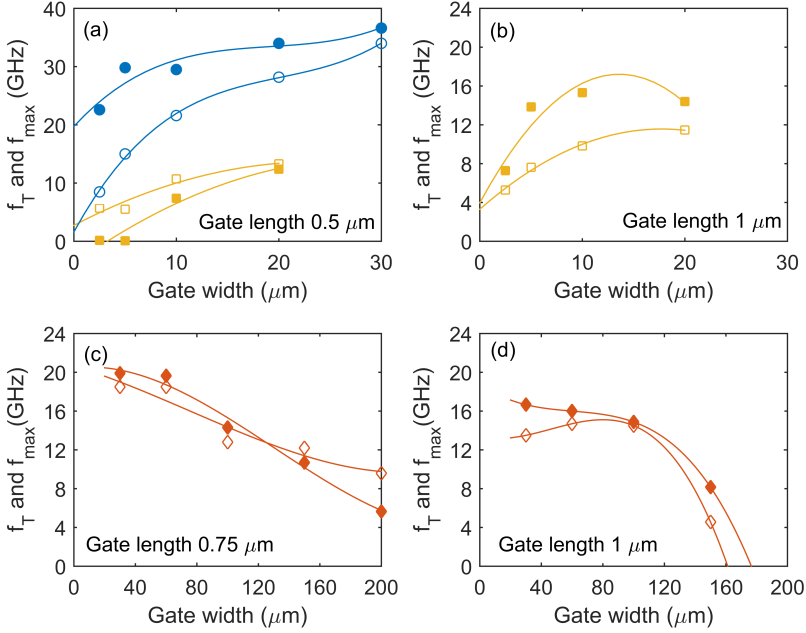 (a)
f_T and f_max (GHz)
40
30
20
10
0
Gate length 0.5 μm
0
10
20
30
Gate width (μm)
(b)
f_T and f_max (GHz)
24
20
16
12
8
4
0
Gate length 1 μm
0
10
20
30
Gate width (μm)
(c)
f_T and f_max(GHz)
24
20
16
12
8
4
0
Gate length 0.75 μm
0
40
80
120
160
200
Gate width (μm)
(d)
f_T and f_max(GHz)
24
20
16
12
8
4
0
Gate length 1 μm
0
40
80
120
160
200
Gate width (μm)